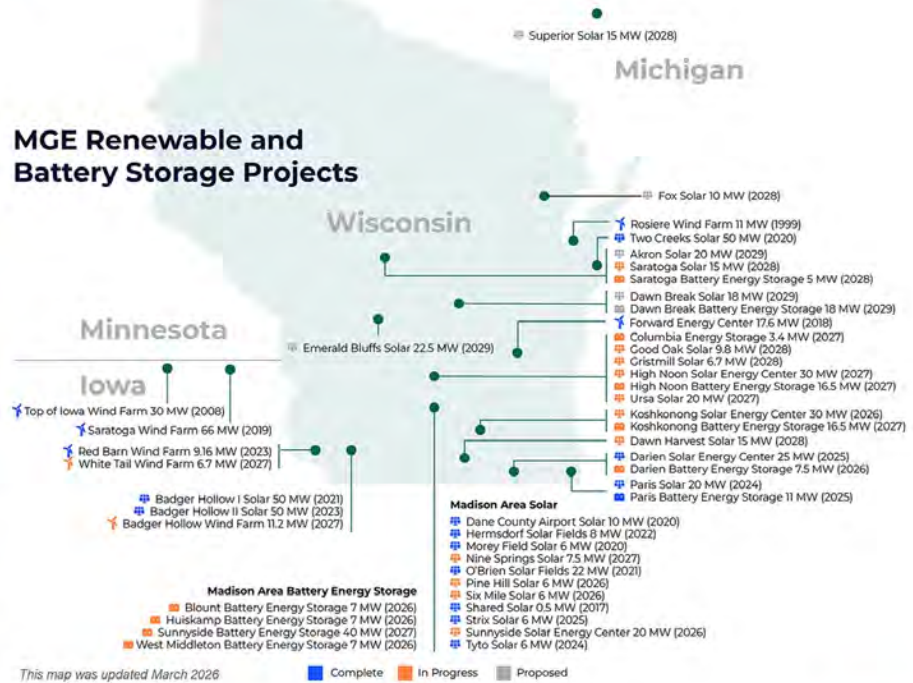 Superior Solar 15 MW (2028)
Michigan
MGE Renewable and
Battery Storage Projects
Wisconsin
Fox Solar 10 MW (2028)
Rosiere Wind Farm 11 MW (1999)
Two Creeks Solar 50 MW (2020)
Akron Solar 20 MW (2029)
Saratoga Solar 15 MW (2028)
Saratoga Battery Energy Storage 5 MW (2028)
Dawn Break Solar 18 MW (2029)
Dawn Break Battery Energy Storage 18 MW (2029)
Forward Energy Center 17.6 MW (2018)
Columbia Energy Storage 3.4 MW (2027)
Good Oak Solar 9.8 MW (2028)
Gristmill Solar 6.7 MW (2028)
High Noon Solar Energy Center 30 MW (2027)
High Noon Battery Energy Storage 16.5 MW (2027)
Ursa Solar 20 MW (2027)
Koshkonong Solar Energy Center 30 MW (2026)
Koshkonong Battery Energy Storage 16.5 MW (2027)
Dawn Harvest Solar 15 MW (2028)
Darien Solar Energy Center 25 MW (2025)
Darien Battery Energy Storage 7.5 MW (2026)
Paris Solar 20 MW (2024)
Paris Battery Energy Storage 11 MW (2025)
Minnesota
Emerald Bluffs Solar 22.5 MW (2029)
Iowa
Top of Iowa Wind Farm 30 MW (2008)
Saratoga Wind Farm 66 MW (2019)
Red Barn Wind Farm 9.16 MW (2023)
White Tail Wind Farm 6.7 MW (2027)
Badger Hollow I Solar 50 MW (2021)
Badger Hollow II Solar 50 MW (2023)
Badger Hollow Wind Farm 11.2 MW (2027)
Madison Area Solar
Dane County Airport Solar 10 MW (2020)
Hermsdorf Solar Fields 8 MW (2022)
Morey Field Solar 6 MW (2020)
Nine Springs Solar 7.5 MW (2027)
O'Brien Solar Fields 22 MW (2021)
Pine Hill Solar 6 MW (2026)
Six Mile Solar 6 MW (2026)
Shared Solar 0.5 MW (2017)
Strix Solar 6 MW (2025)
Sunnyside Solar Energy Center 20 MW (2026)
Tyto Solar 6 MW (2024)
Madison Area Battery Energy Storage
Blount Battery Energy Storage 7 MW (2026)
Huiskamp Battery Energy Storage 7 MW (2026)
Sunnyside Battery Energy Storage 40 MW (2027)
West Middleton Battery Energy Storage 7 MW (2026)
This map was updated March 2026
Complete
In Progress
Proposed